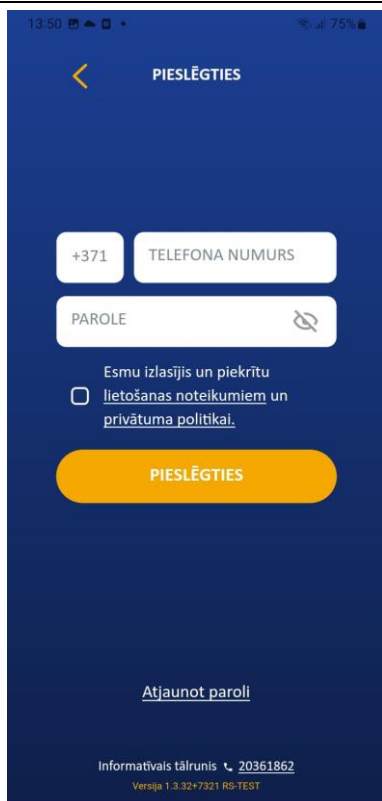 13:50
75%
PIESLĒGTIES
+371 TELEFONA NUMURS
PAROLE
Esmu izlasījis un piekrītu
lietošanas noteikumiem un
privātuma politikai.
PIESLĒGTIES
Atjaunot paroli
Informatīvais tālrunis 20361862
Versija 1.3.32+7321 RS-TEST